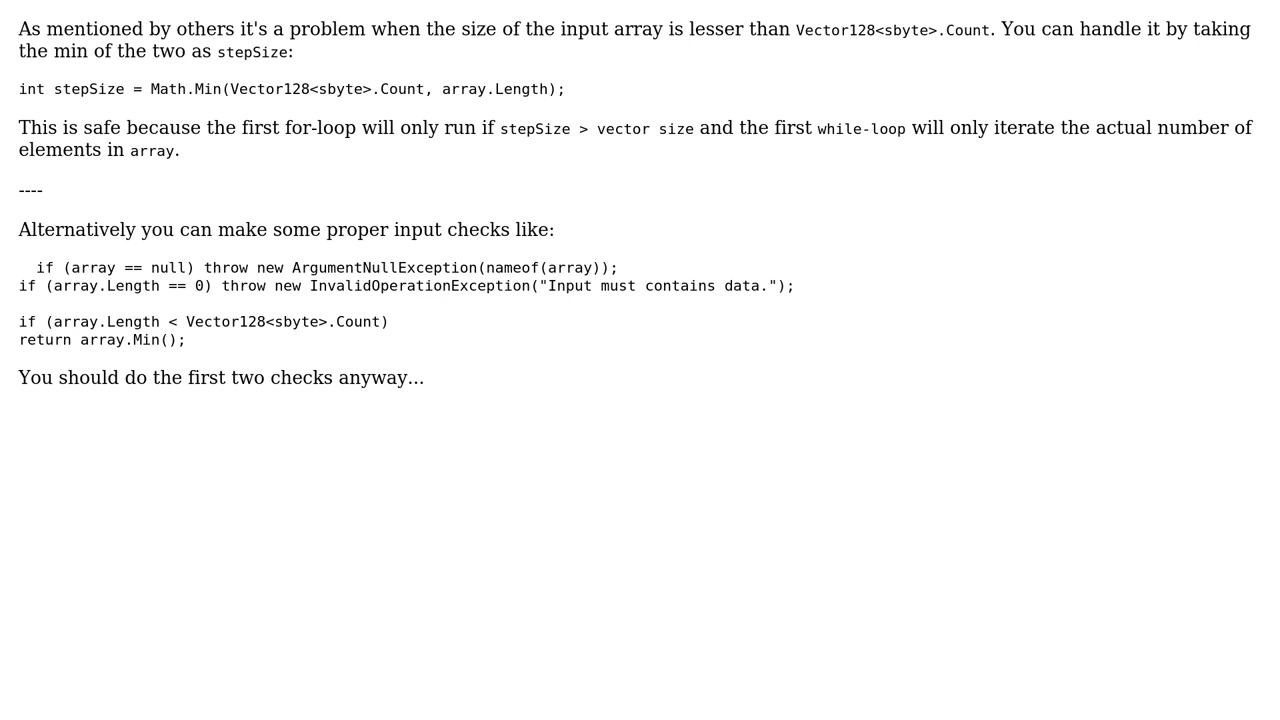 As mentioned by others it's a problem when the size of the input array is lesser than Vector128<sbyte>.Count. You can handle it by taking
the min of the two as stepSize:
int stepSize = Math.Min(Vector128<sbyte>.Count, array.Length);
This is safe because the first for-loop will only run if stepSize > vector size and the first while-loop will only iterate the actual number of
elements in array.
----
Alternatively you can make some proper input checks like:
  if (array == null) throw new ArgumentNullException(nameof(array));
if (array.Length == 0) throw new InvalidOperationException("Input must contains data.");
if (array.Length < Vector128<sbyte>.Count)
return array.Min();
You should do the first two checks anyway...